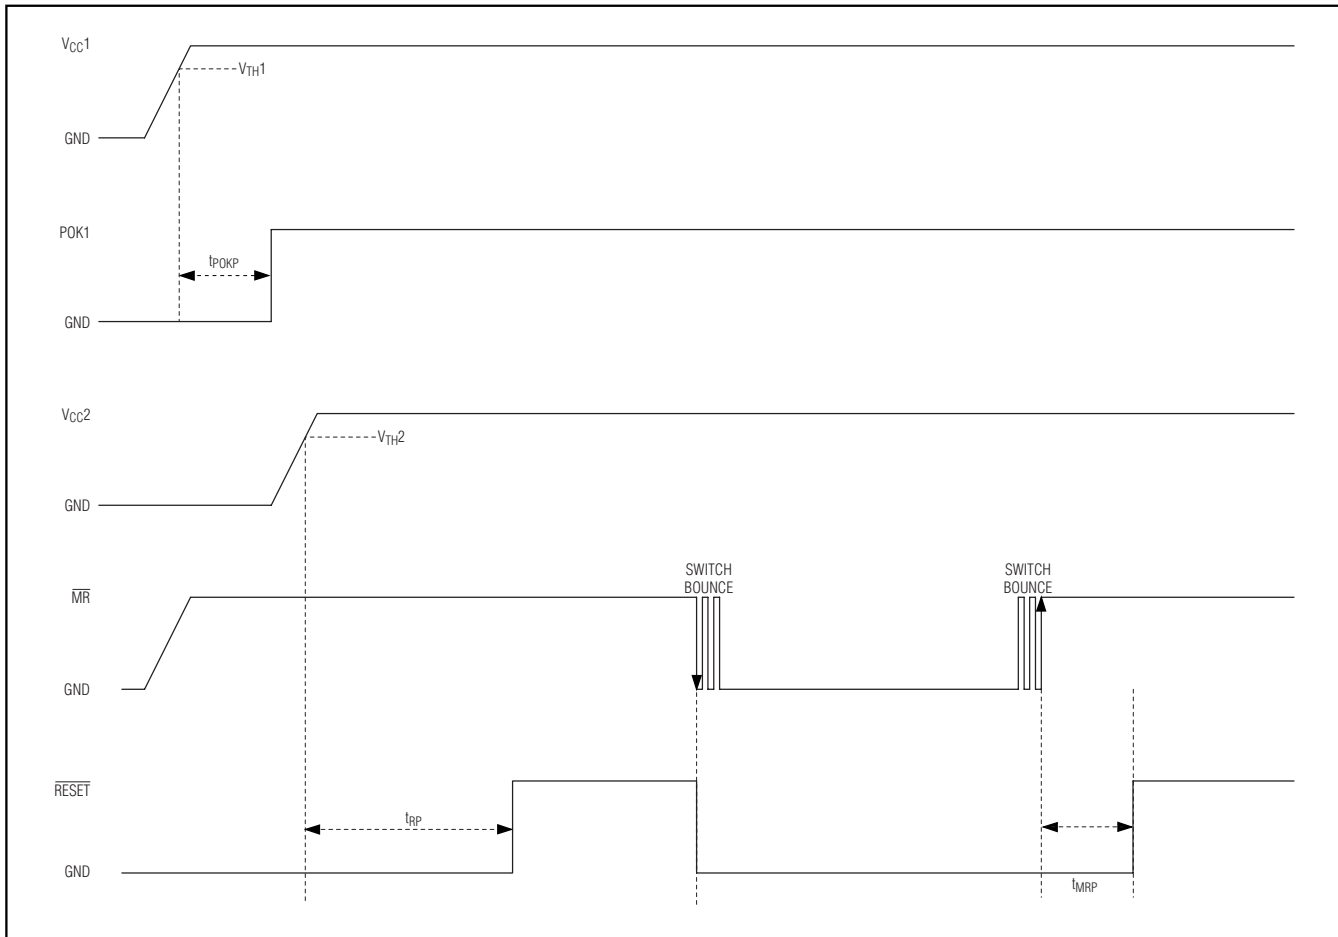 VCC1
VTH1
GND
POK1
tPOKP
GND
VCC2
VTH2
GND
SWITCH
BOUNCE
SWITCH
BOUNCE
MR
GND
RESET
tRP
GND
tMRP